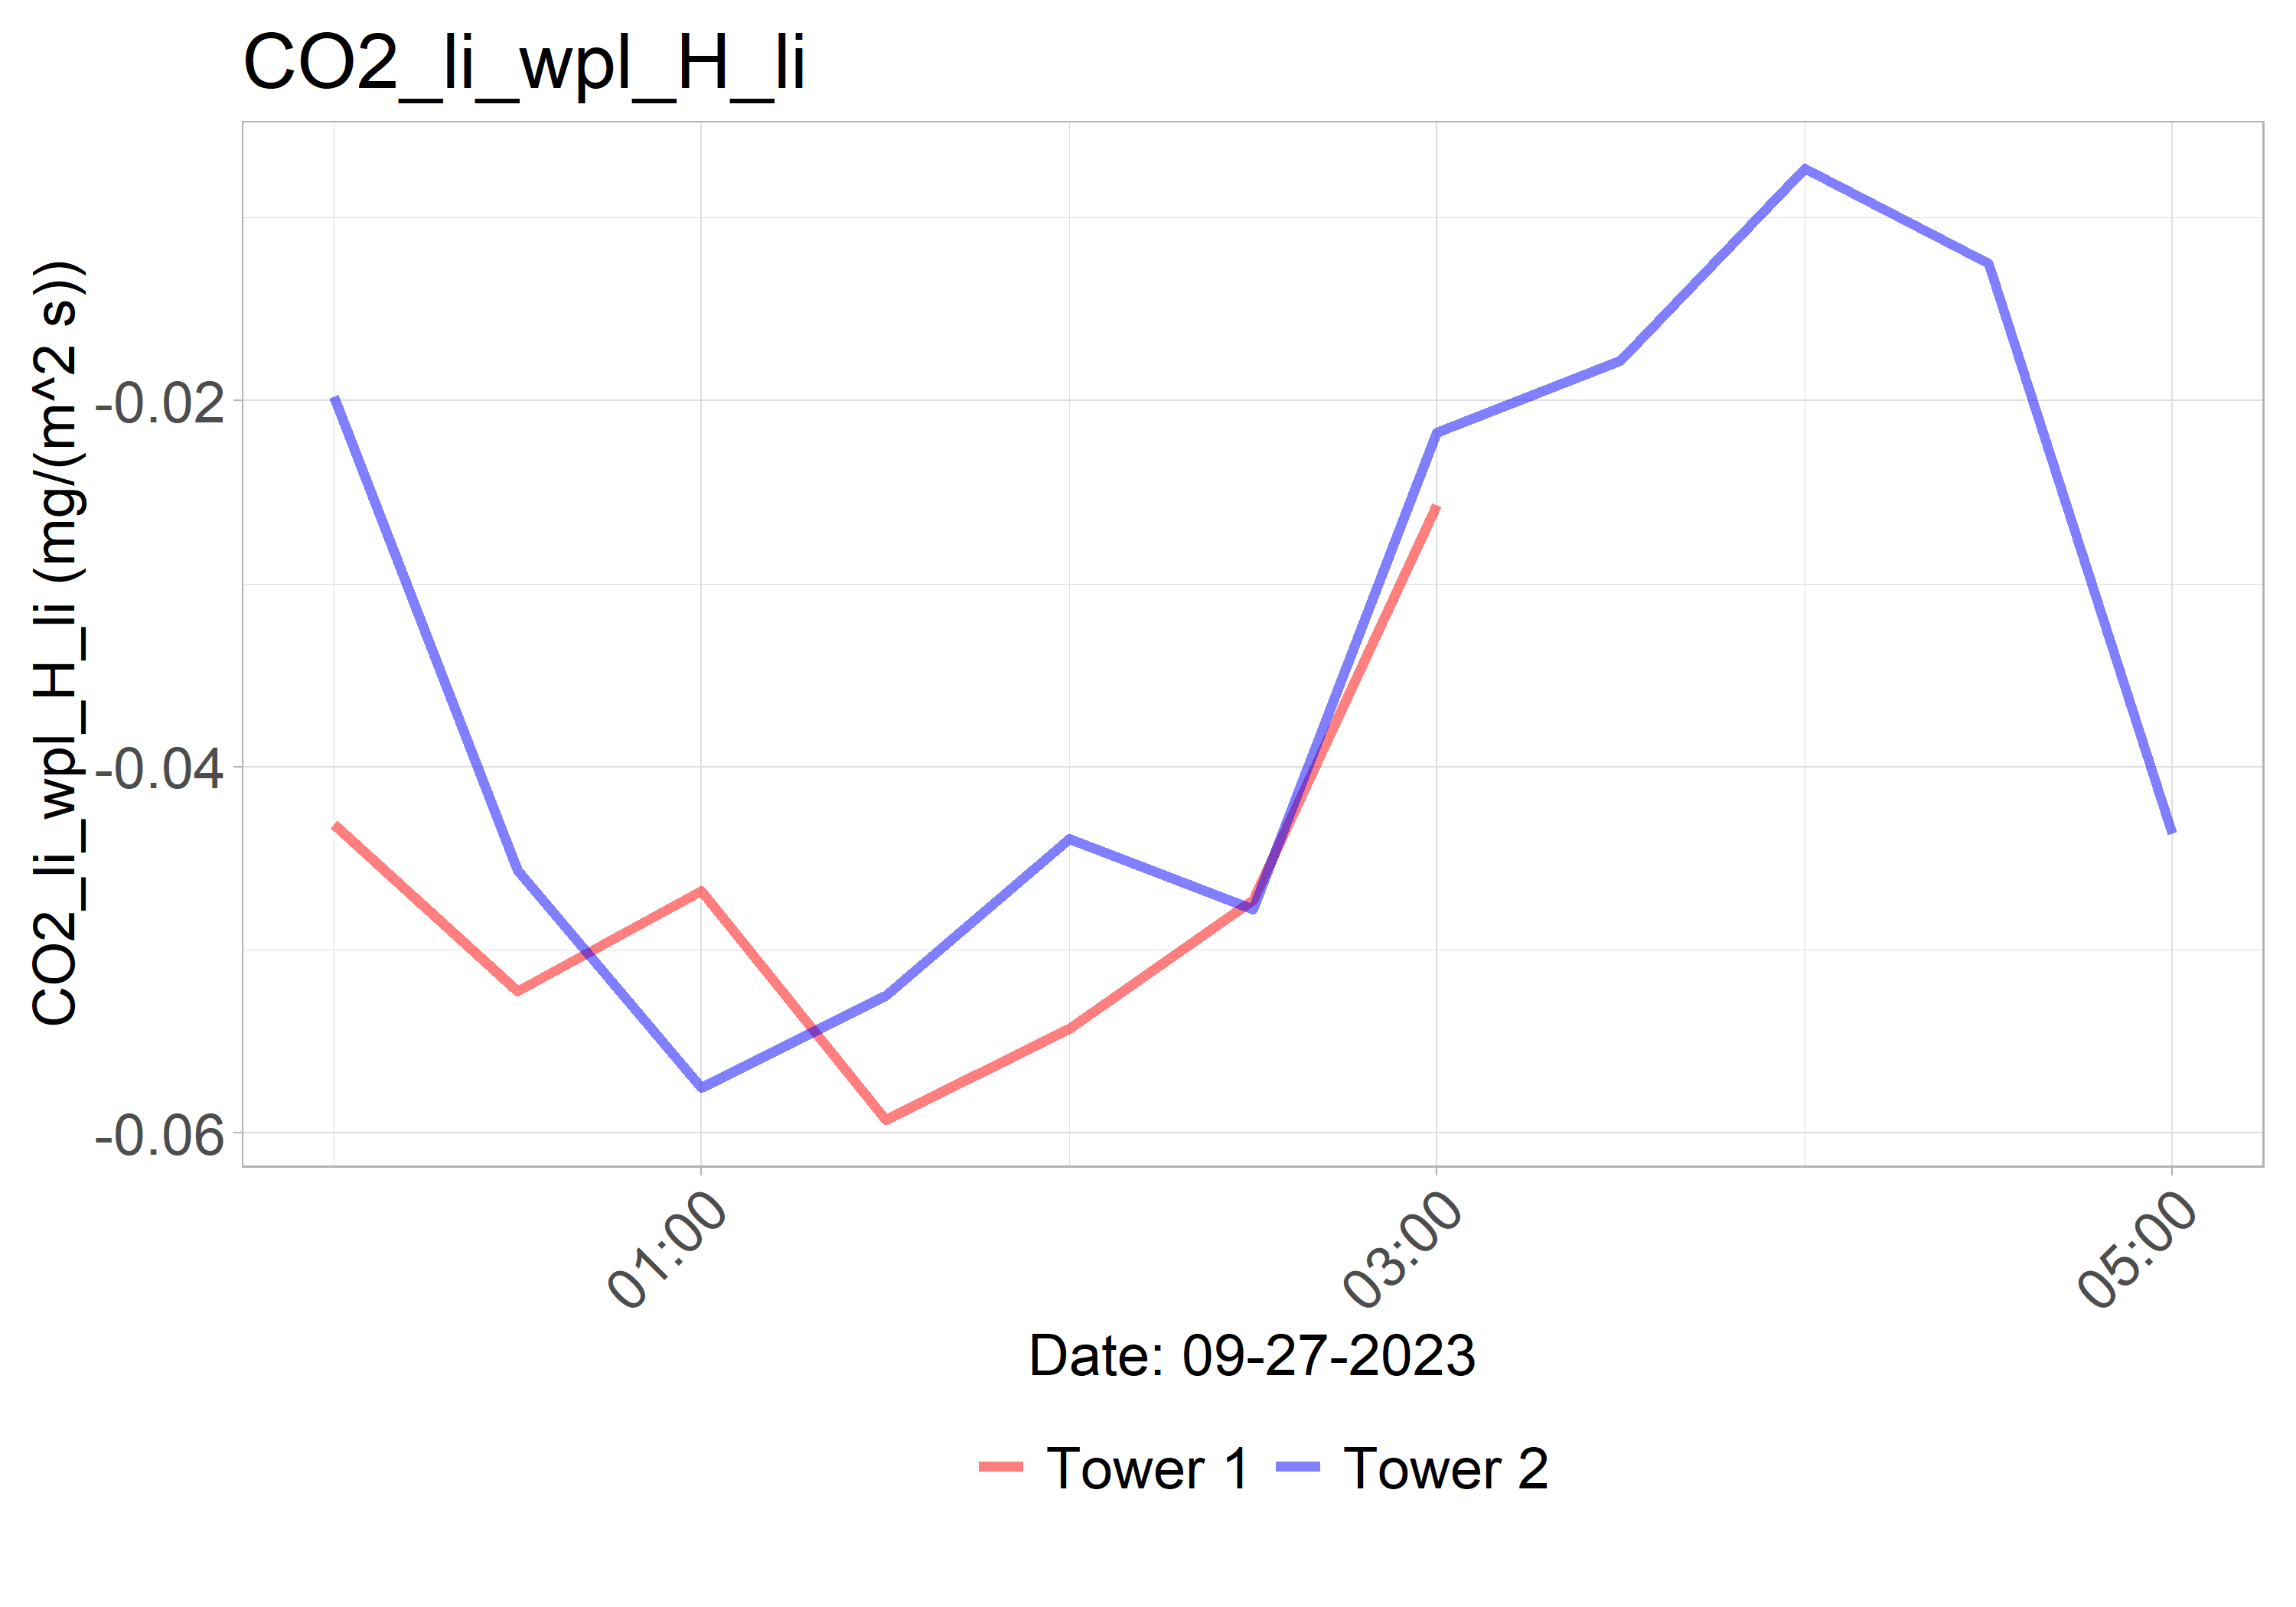 CO2_li_wpl_H_li
CO2_li_wpl_H_li (mg/(m^2 s))
-0.02
-0.04
-0.06
01:00
03:00
05:00
Date: 09-27-2023
Tower 1
Tower 2